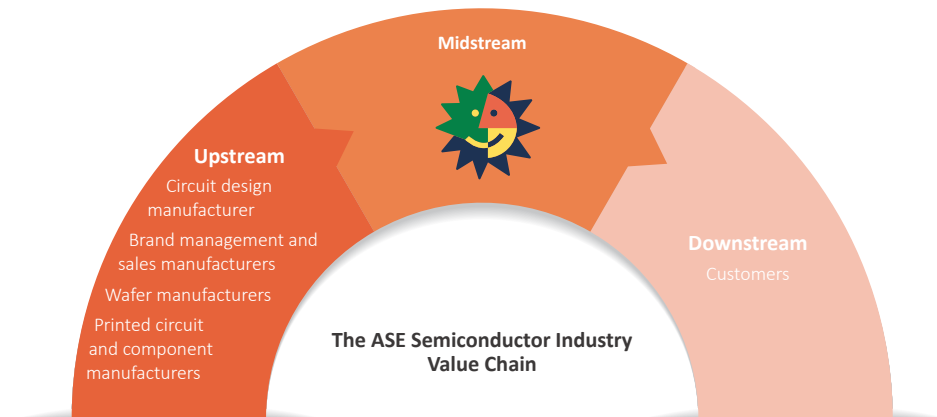 Midstream
Upstream
Circuit design
manufacturer
Brand management and
sales manufacturers
Wafer manufacturers
Printed circuit
and component
manufacturers
Downstream
Customers
The ASE Semiconductor Industry
Value Chain